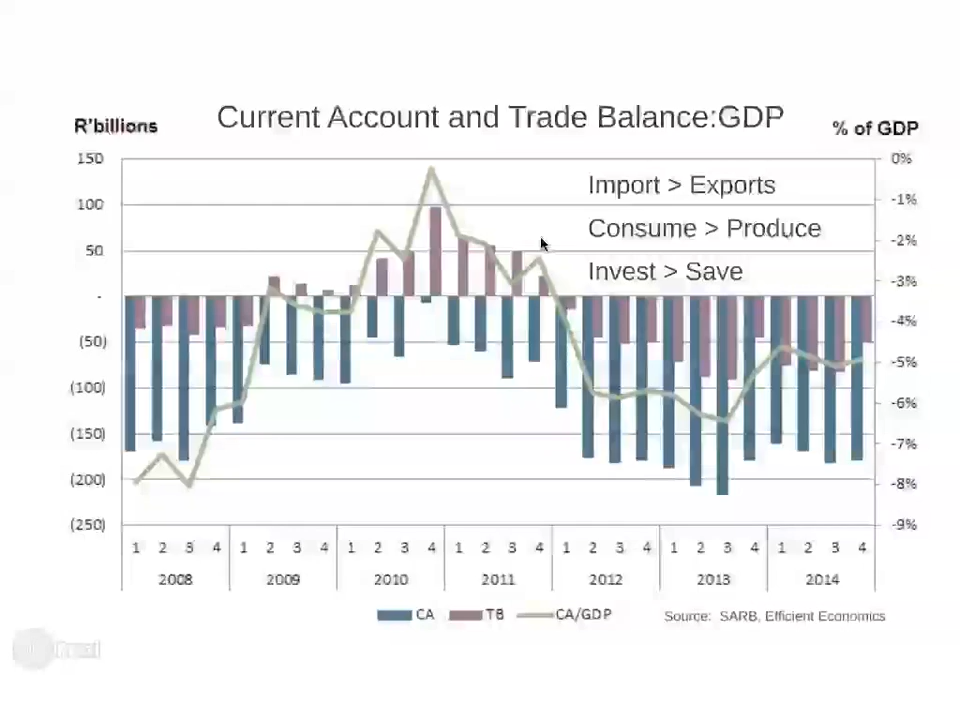 Current Account and Trade Balance:GDP
R'billions
% of GDP
150
100
50
-
(50)
(100)
(150)
(200)
(250)
0%
-1%
-2%
-3%
-4%
-5%
-6%
-7%
-8%
-9%
Import > Exports
Consume > Produce
Invest > Save
1 2 3 4 1 2 3 4 1 2 3 4 1 2 3 4 1 2 3 4 1 2 3 4 1 2 3 4
2008 2009 2010 2011 2012 2013 2014
CA TB CA/GDP
Source: SARB, Efficient Economics